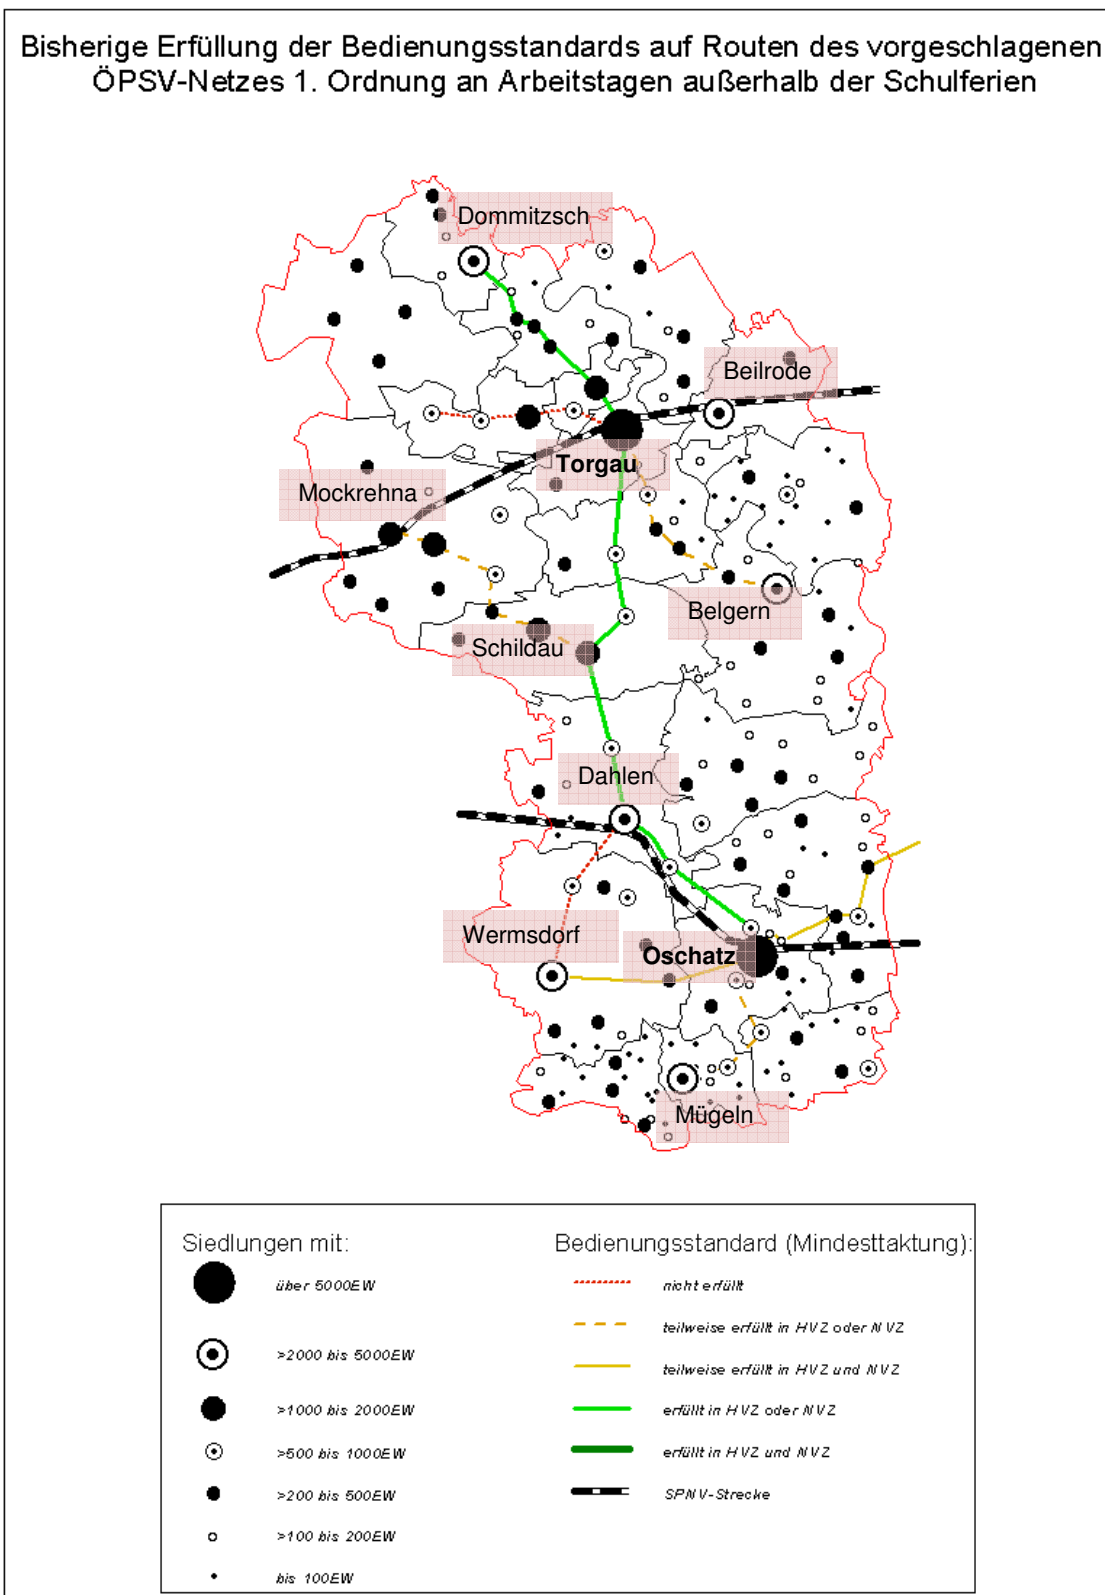 Bisherige Erfüllung der Bedienungsstandards auf Routen des vorgeschlagenen
ÖPSV-Netzes 1. Ordnung an Arbeitstagen außerhalb der Schulferien
Dommitzsch
Beilrode
Torgau
Mockrehna
Belgern
Schildau
Dahlen
Wermsdorf
Oschatz
Mügeln
Siedlungen mit:
über 5000EW
>2000 bis 5000EW
>1000 bis 2000EW
>500 bis 1000EW
>200 bis 500EW
>100 bis 200EW
bis 100EW
Bedienungsstandard (Mindesttaktung):
nicht erfüllt
teilweise erfüllt in HVZ oder NVZ
teilweise erfüllt in HVZ und NVZ
erfüllt in HVZ oder NVZ
erfüllt in HVZ und NVZ
SPNV-Strecke